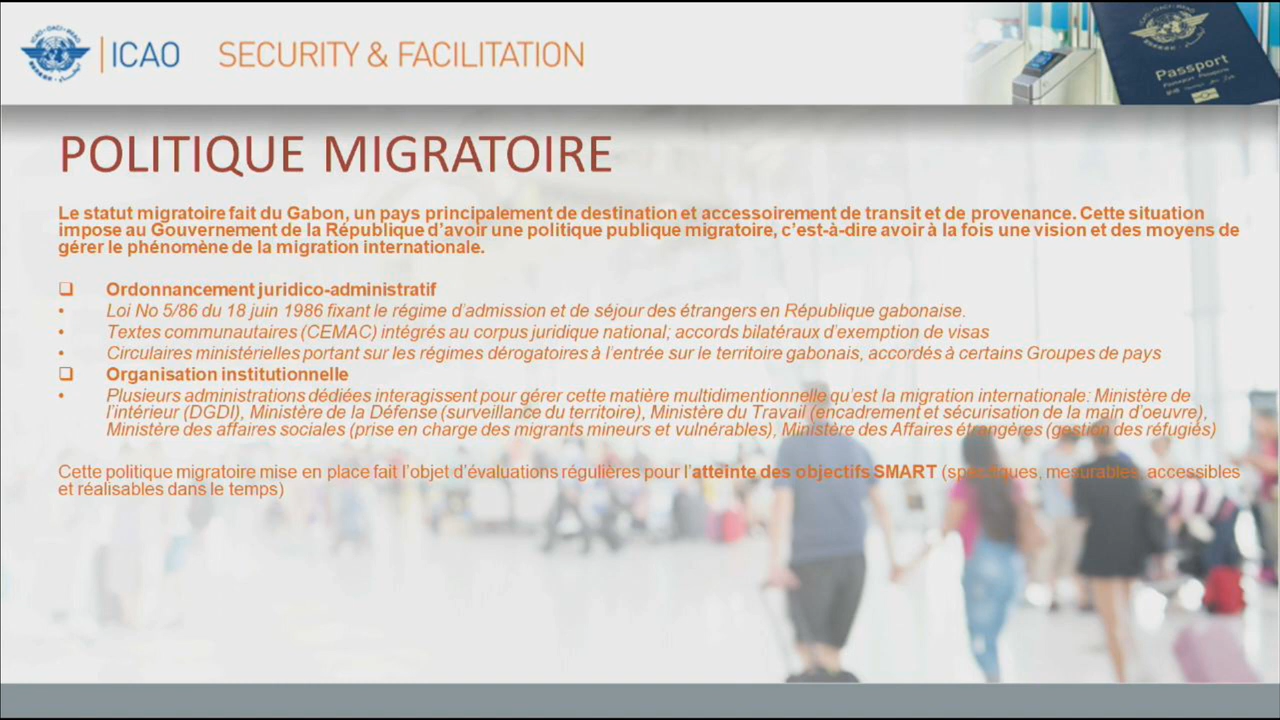 ICAO SECURITY & FACILITATION
Passport
POLITIQUE MIGRATOIRE
Le statut migratoire fait du Gabon, un pays principalement de destination et accessoirement de transit et de provenance. Cette situation
impose au Gouvernement de la République d’avoir une politique publique migratoire, c’est-à-dire avoir à la fois une vision et des moyens de
gérer le phénomène de la migration internationale.
❑ Ordonnancement juridico-administratif
• Loi No 5/86 du 18 juin 1986 fixant le régime d’admission et de séjour des étrangers en République gabonaise.
• Textes communautaires (CEMAC) intégrés au corpus juridique national; accords bilatéraux d’exemption de visas
• Circulaires ministérielles portant sur les régimes dérogatoires à l’entrée sur le territoire gabonais, accordés à certains Groupes de pays
❑ Organisation institutionnelle
• Plusieurs administrations dédiées interagissent pour gérer cette matière multidimentionnelle qu’est la migration internationale: Ministère de
l’intérieur (DGDI), Ministère de la Défense (surveillance du territoire), Ministère du Travail (encadrement et sécurisation de la main d’oeuvre),
Ministère des affaires sociales (prise en charge des migrants mineurs et vulnérables), Ministère des Affaires étrangères (gestion des réfugiés)
Cette politique migratoire mise en place fait l’objet d’évaluations régulières pour l’atteinte des objectifs SMART (spécifiques, mesurables, accessibles
et réalisables dans le temps)